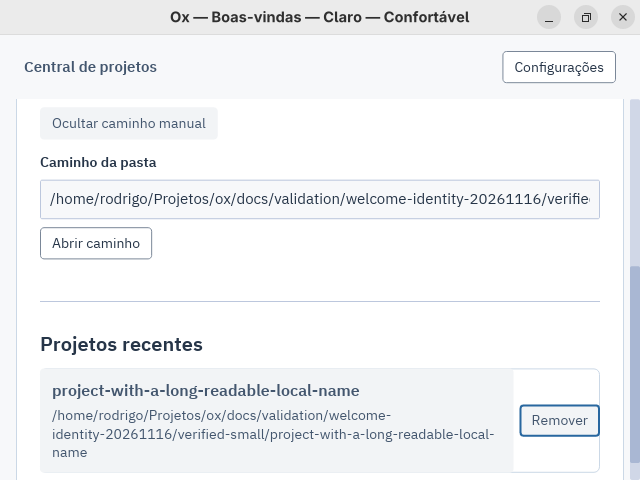 Ox — Boas-vindas — Claro — Confortável
Central de projetos
Configurações
Ocultar caminho manual
Caminho da pasta
/home/rodrigo/Projetos/ox/docs/validation/welcome-identity-20261116/verifie
Abrir caminho
Projetos recentes
project-with-a-long-readable-local-name
/home/rodrigo/Projetos/ox/docs/validation/welcome-
identity-20261116/verified-small/project-with-a-long-readable-local-
name
Remover